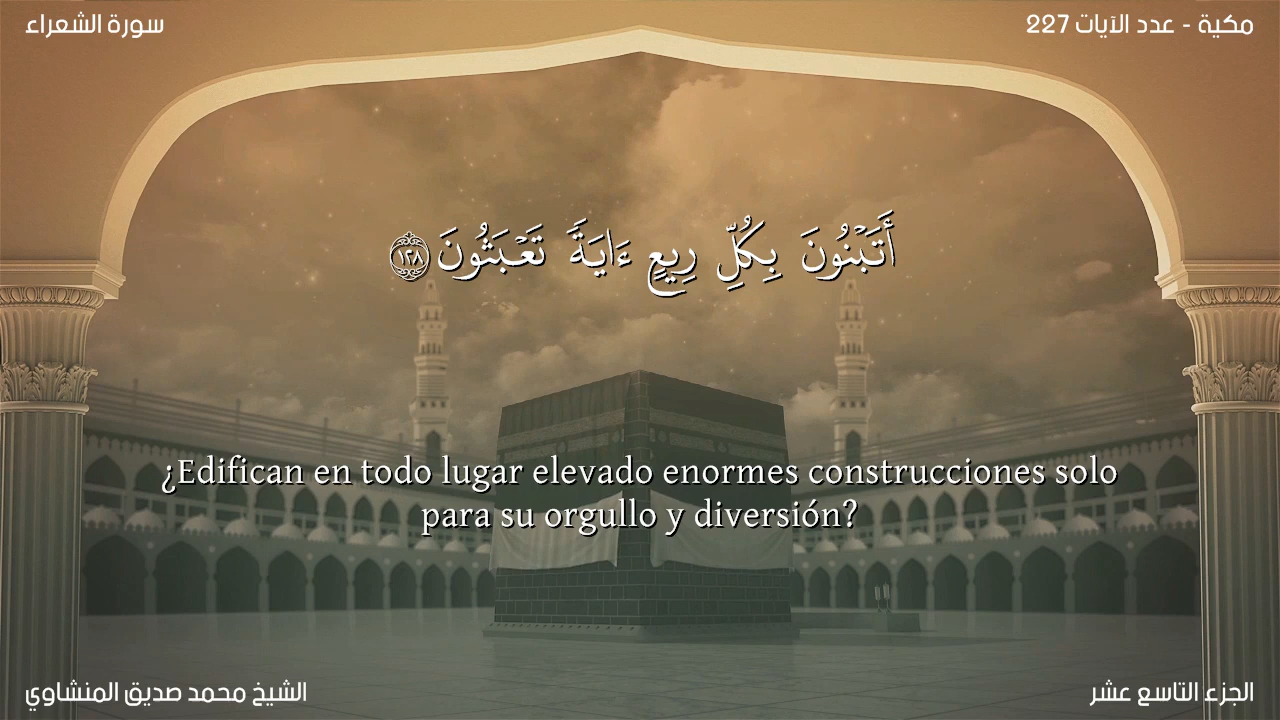 سورة الشعراء
مكية - عدد الآيات 227
أَتَبْنُونَ بِكُلِّ رِيعٍ ءَايَةً تَعْبَثُونَ ١٢٨
¿Edifican en todo lugar elevado enormes construcciones solo
para su orgullo y diversión?
الشيخ محمد صديق المنشاوي
الجزء التاسع عشر